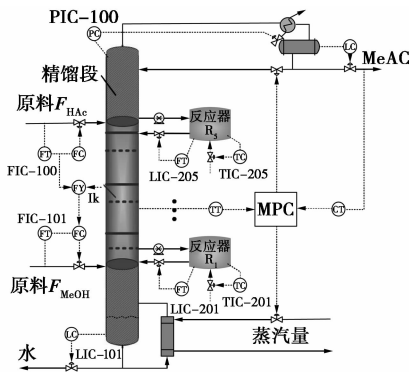 PIC-100
PC
LC
MeAC
精馏段
原料F_HAc
反应器
R₅
FT
FC
FT
TC
FIC-100
LIC-205
TIC-205
FY
Ik
TT
MPC
CT
FIC-101
FT
FC
反应器
R₁
原料F_MeOH
FT
TC
LIC-201
TIC-201
LC
LIC-101
蒸汽量
水